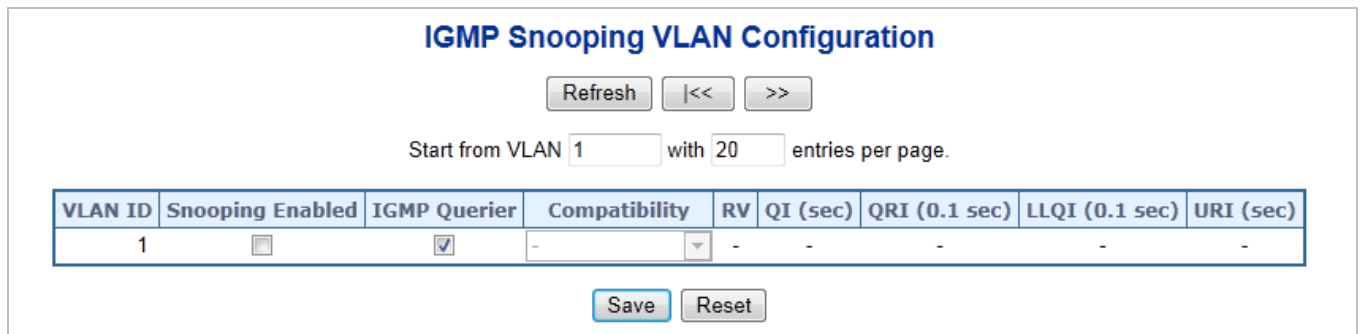 IGMP Snooping VLAN Configuration
Refresh |<< >>
Start from VLAN 1 with 20 entries per page.
VLAN ID Snooping Enabled IGMP Querier Compatibility RV QI (sec) QRI (0.1 sec) LLQI (0.1 sec) URI (sec)
1 - - - - - -
Save Reset